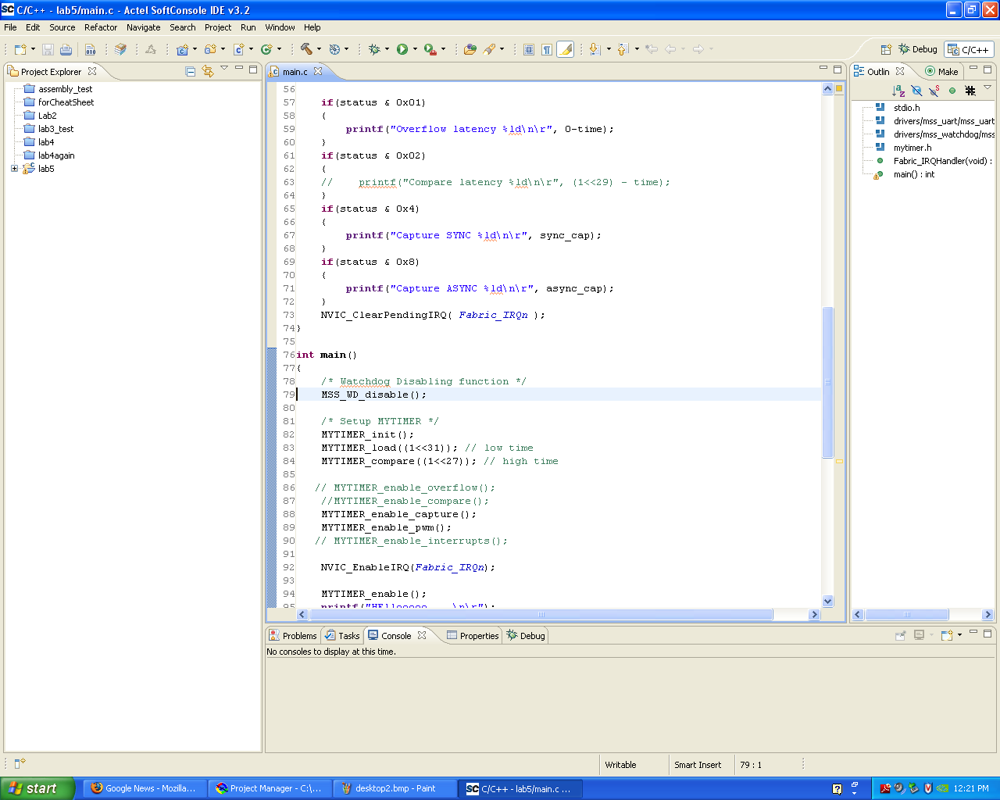 C/C++ - lab5/main.c - Actel SoftConsole IDE v3.2
File Edit Source Refactor Navigate Search Project Run Window Help
Debug C/C++
Project Explorer
assembly_test
forCheatSheet
Lab2
lab3_test
lab4
lab4again
lab5
main.c
56
57 if(status & 0x01)
58 {
59 printf("Overflow latency %ld\n\r", 0-time);
60 }
61 if(status & 0x02)
62 {
63 // printf("Compare latency %ld\n\r", (1<<29) - time);
64 }
65 if(status & 0x4)
66 {
67 printf("Capture SYNC %ld\n\r", sync_cap);
68 }
69 if(status & 0x8)
70 {
71 printf("Capture ASYNC %ld\n\r", async_cap);
72 }
73 NVIC_ClearPendingIRQ( Fabric_IRQn );
74 }
75
76 int main()
77 {
78 /* Watchdog Disabling function */
79 MSS_WD_disable();
80
81 /* Setup MYTIMER */
82 MYTIMER_init();
83 MYTIMER_load((1<<31)); // low time
84 MYTIMER_compare((1<<27)); // high time
85
86 // MYTIMER_enable_overflow();
87 //MYTIMER_enable_compare();
88 MYTIMER_enable_capture();
89 MYTIMER_enable_pwm();
90 // MYTIMER_enable_interrupts();
91
92 NVIC_EnableIRQ(Fabric_IRQn);
93
94 MYTIMER_enable();
95
Outlin Make
stdio.h
drivers/mss_uart/mss_uart
drivers/mss_watchdog/mss
mytimer.h
Fabric_IRQHandler(void) :
main() : int
Problems Tasks Console Properties Debug
No consoles to display at this time.
Writable Smart Insert 79 : 1
start Google News - Mozilla... Project Manager - C:\... desktop2.bmp - Paint C/C++ - lab5/main.c ... 12:21 PM